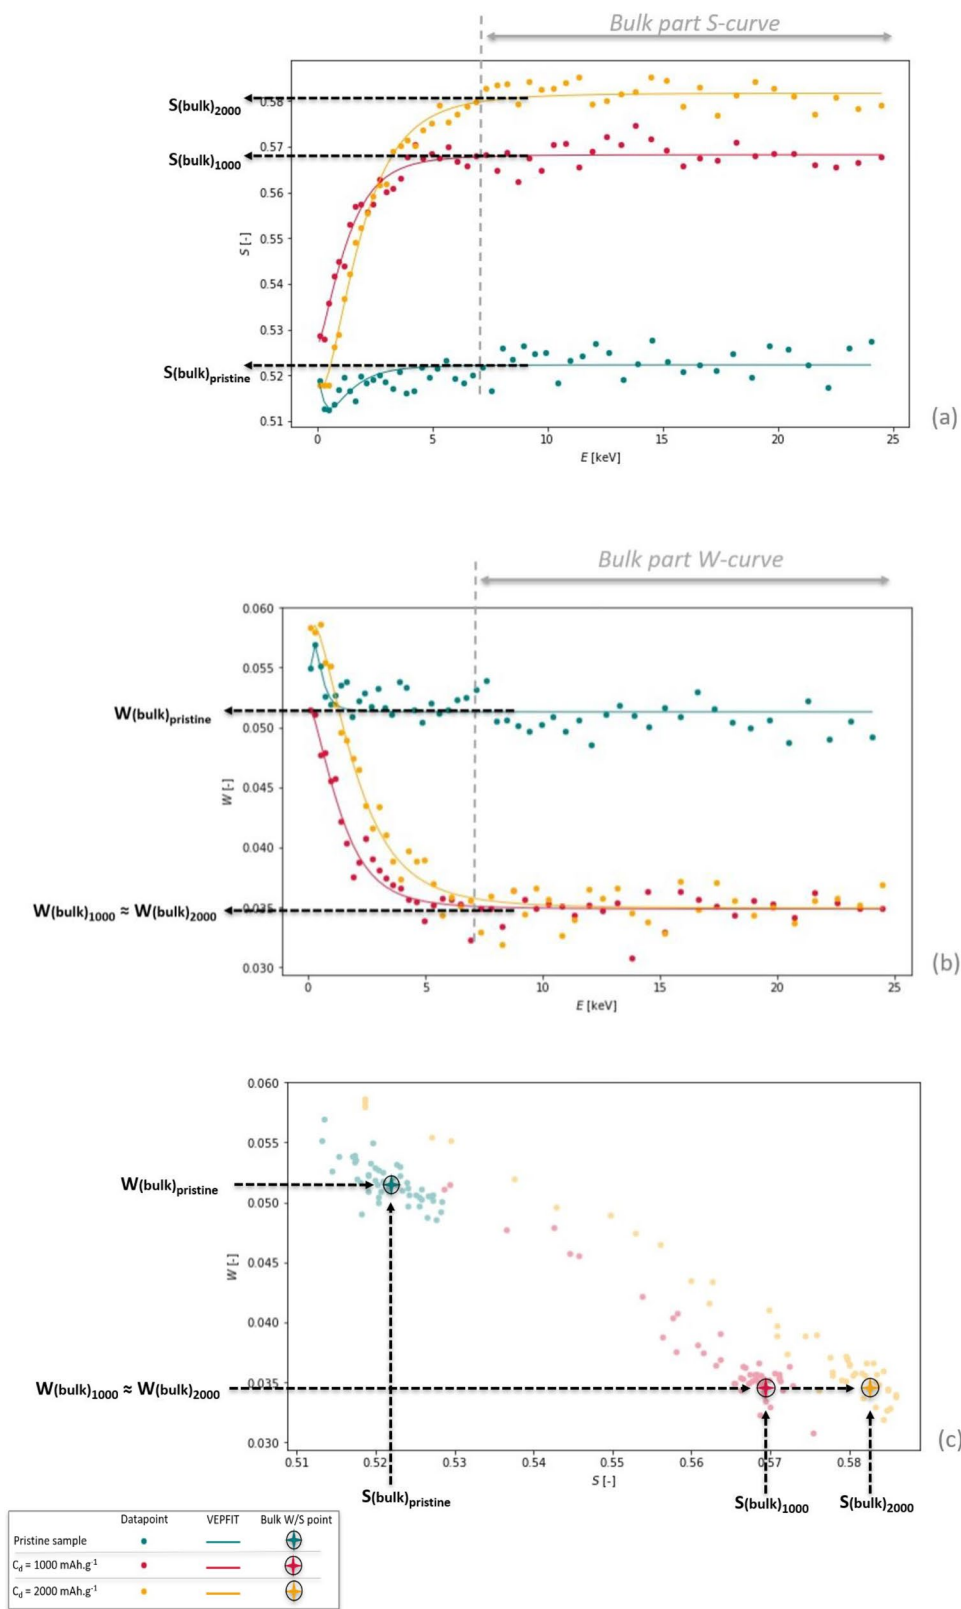 Bulk part S-curve
S(bulk)2000
0.58
S(bulk)1000
0.57
0.56
0.55
S [-]
0.54
0.53
S(bulk)pristine
0.52
0.51
0 5 10 15 20 25
E [keV]
(a)
Bulk part W-curve
0.060
0.055
W(bulk)pristine
0.050
0.045
W [-]
0.040
W(bulk)1000 ≈ W(bulk)2000
0.035
0.030
0 5 10 15 20 25
E [keV]
(b)
0.060
0.055
W(bulk)pristine
0.050
0.045
W [-]
0.040
W(bulk)1000 ≈ W(bulk)2000
0.035
0.030
0.51 0.52 0.53 0.54 0.55 0.56 0.57 0.58
S [-]
(c)
S(bulk)pristine
S(bulk)1000
S(bulk)2000
Datapoint VEPFIT Bulk W/S point
Pristine sample
Cd = 1000 mAh.g-1
Cd = 2000 mAh.g-1